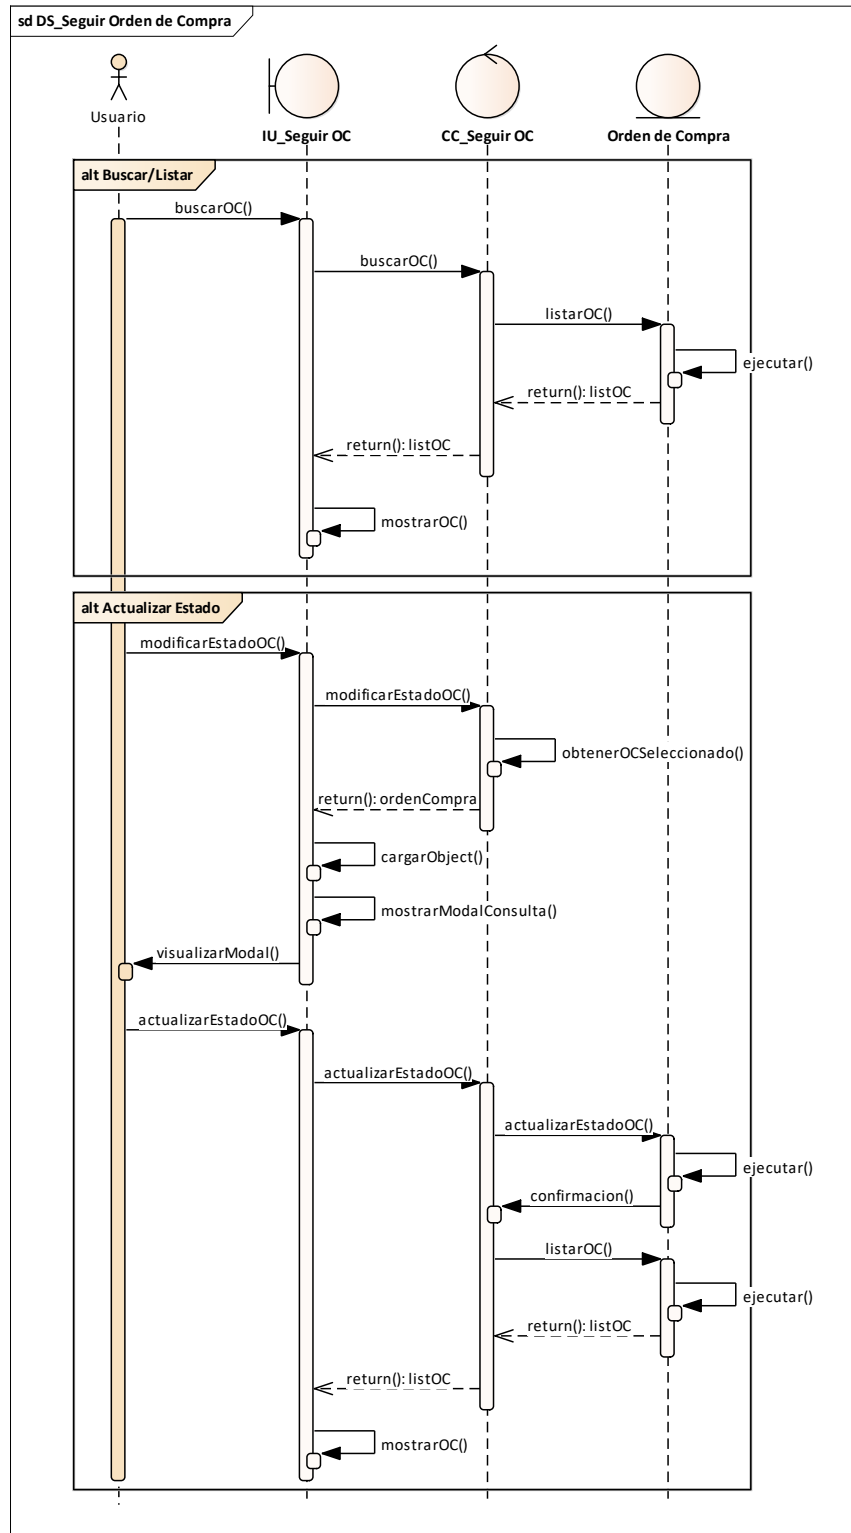 sd DS_Seguir Orden de Compra
Usuario
IU_Seguir OC
CC_Seguir OC
Orden de Compra
alt Buscar/Listar
buscarOC()
buscarOC()
listarOC()
ejecutar()
return(): listOC
return(): listOC
mostrarOC()
alt Actualizar Estado
modificarEstadoOC()
modificarEstadoOC()
obtenerOCSeleccionado()
return(): ordenCompra
cargarObject()
mostrarModalConsulta()
visualizarModal()
actualizarEstadoOC()
actualizarEstadoOC()
actualizarEstadoOC()
ejecutar()
confirmacion()
listarOC()
ejecutar()
return(): listOC
return(): listOC
mostrarOC()